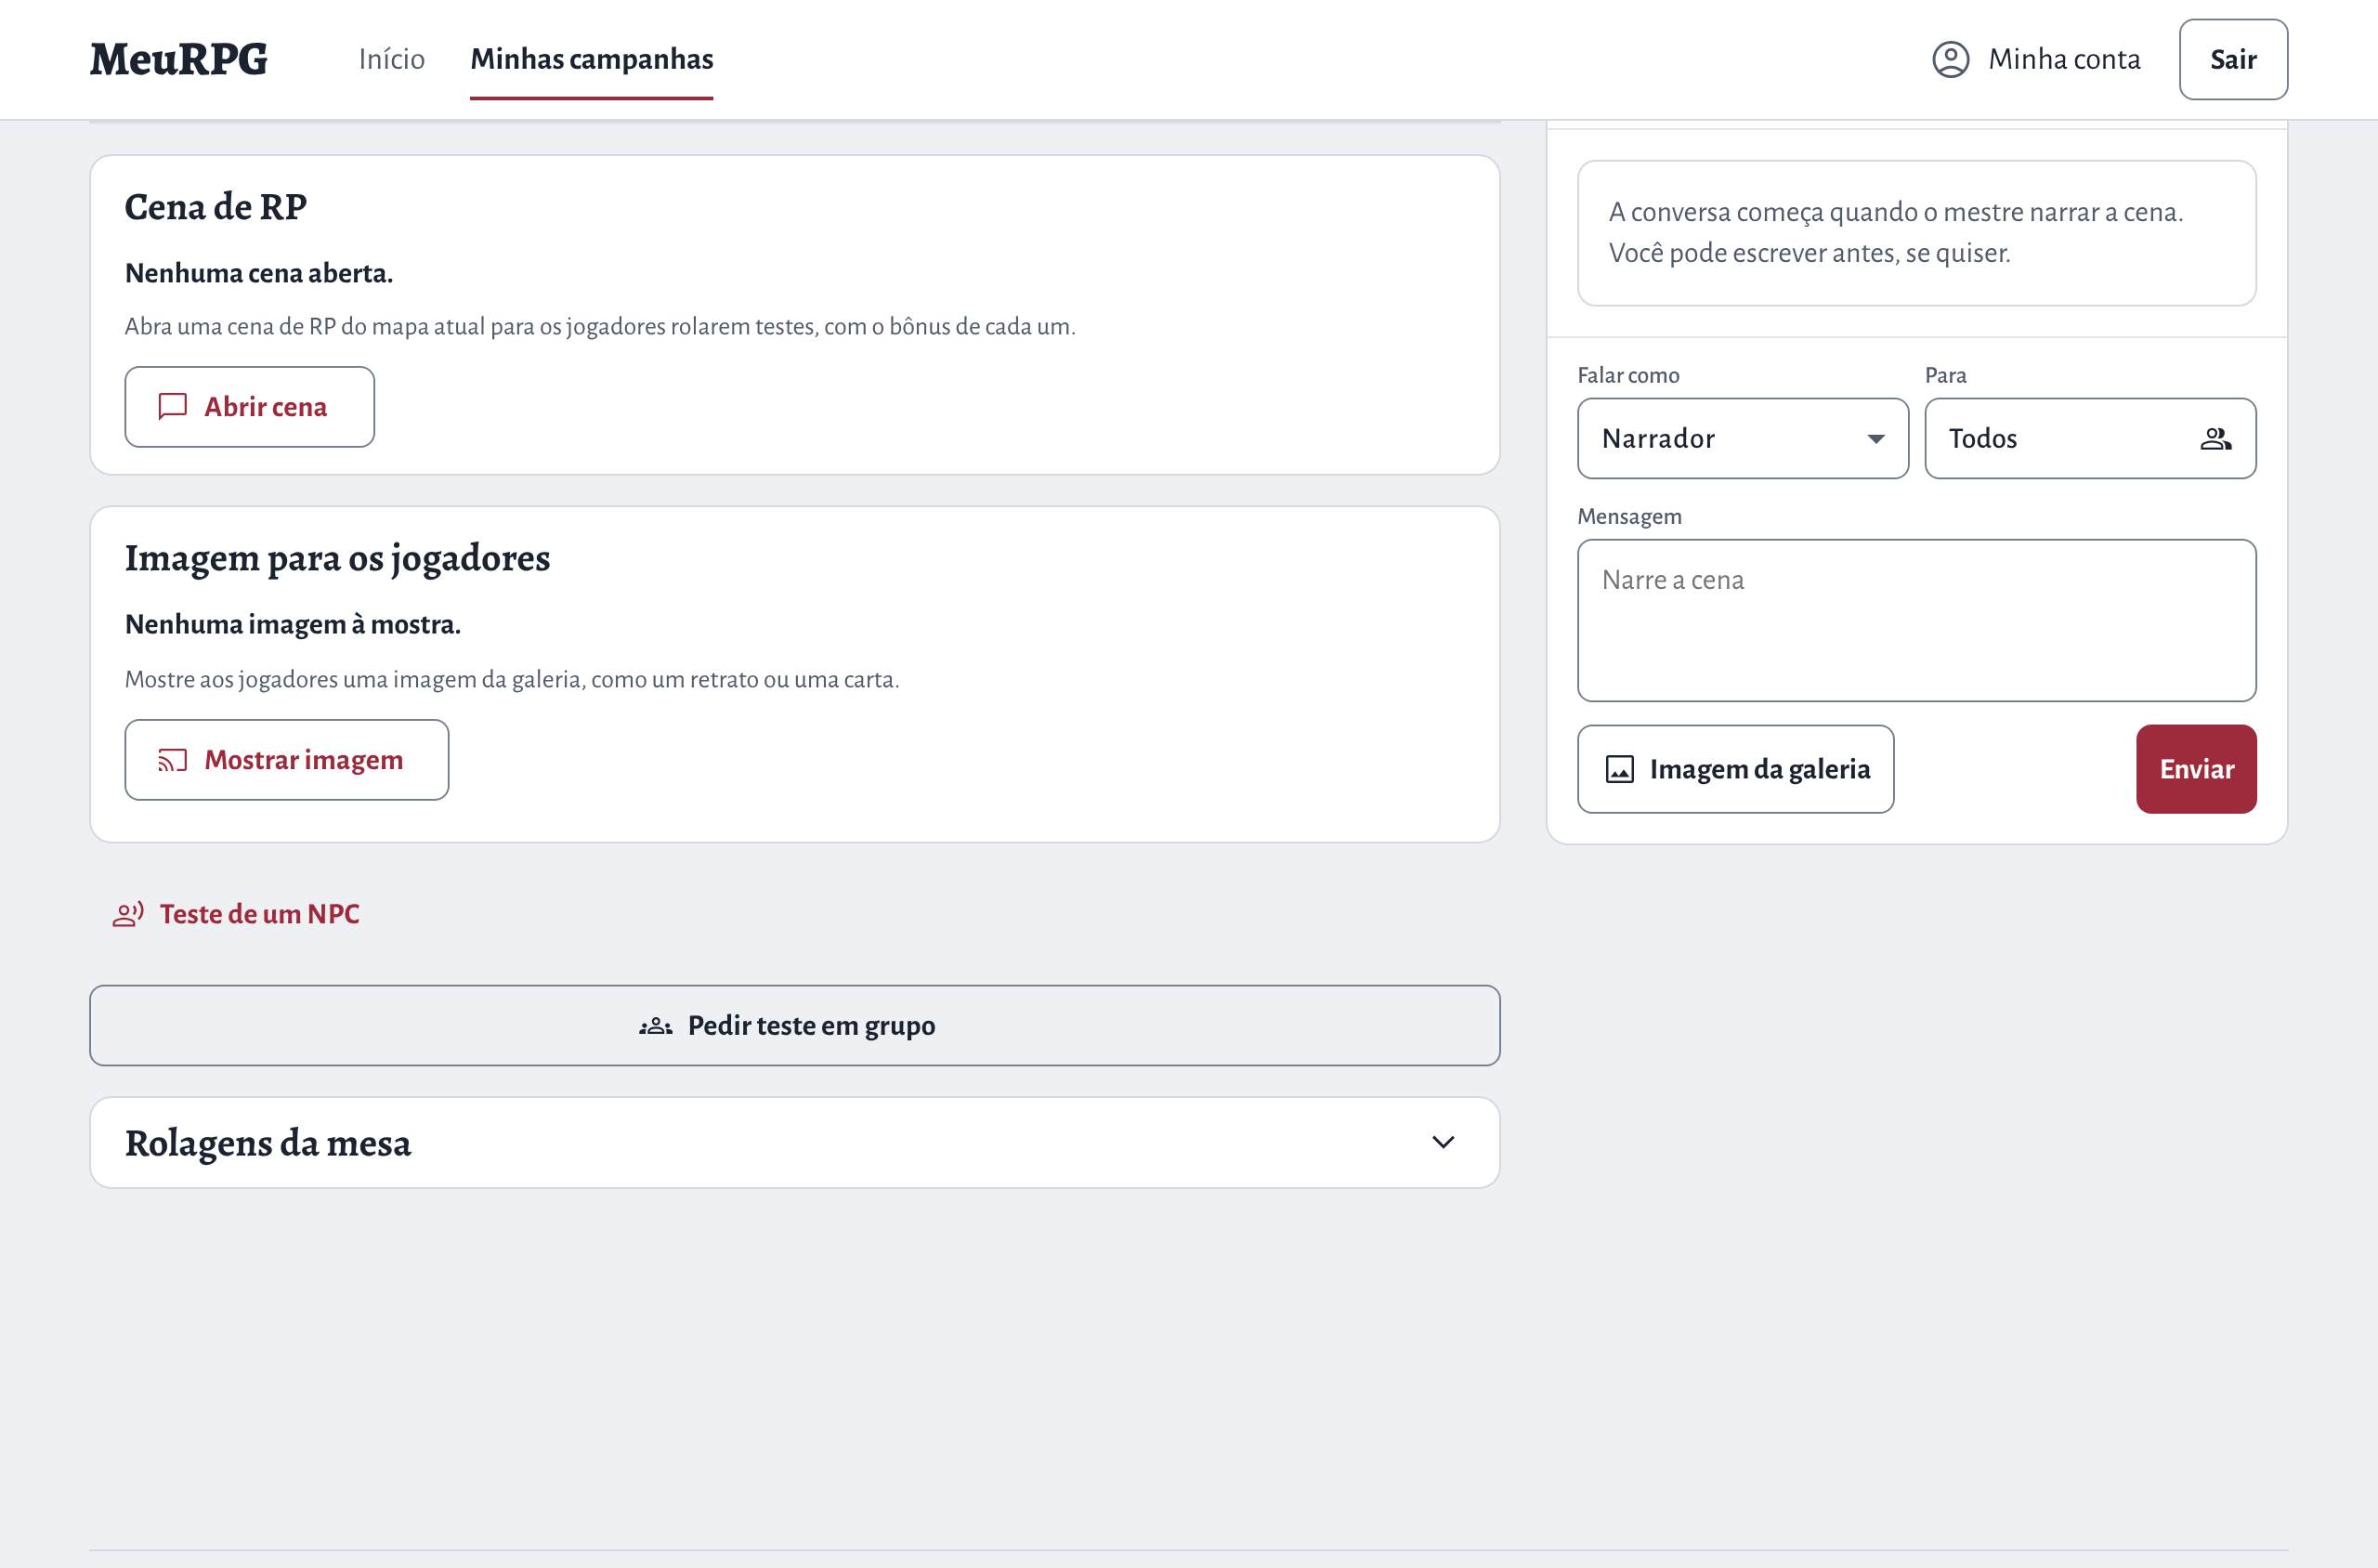 MeuRPG
Início
Minhas campanhas
Minha conta
Sair
Cena de RP
Nenhuma cena aberta.
Abra uma cena de RP do mapa atual para os jogadores rolarem testes, com o bônus de cada um.
Abrir cena
Imagem para os jogadores
Nenhuma imagem à mostra.
Mostre aos jogadores uma imagem da galeria, como um retrato ou uma carta.
Mostrar imagem
Teste de um NPC
Pedir teste em grupo
Rolagens da mesa
A conversa começa quando o mestre narrar a cena.
Você pode escrever antes, se quiser.
Falar como
Para
Narrador
Todos
Mensagem
Narre a cena
Imagem da galeria
Enviar